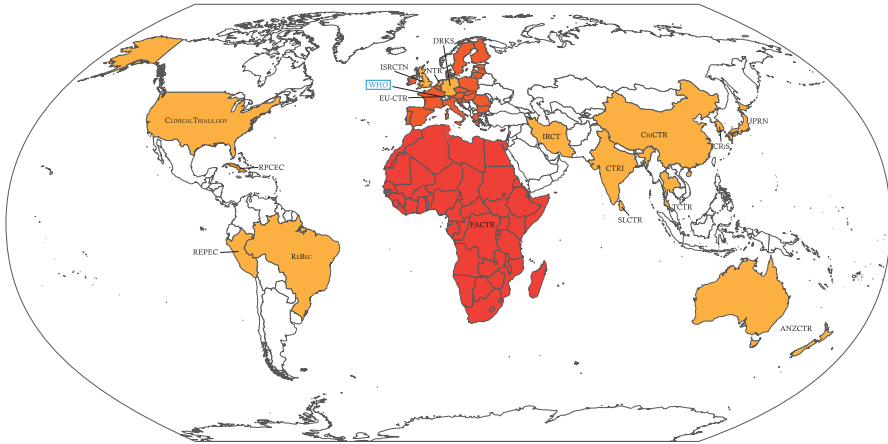 DRKS
ISRCTN
NTR
WHO
EU-CTR
CLINICALTRIALS.GOV
RPCEC
IRCT
CHICTR
JPRN
CRIS
CTRI
TCTR
SLCTR
PACTR
REPEC
REBEC
ANZCTR